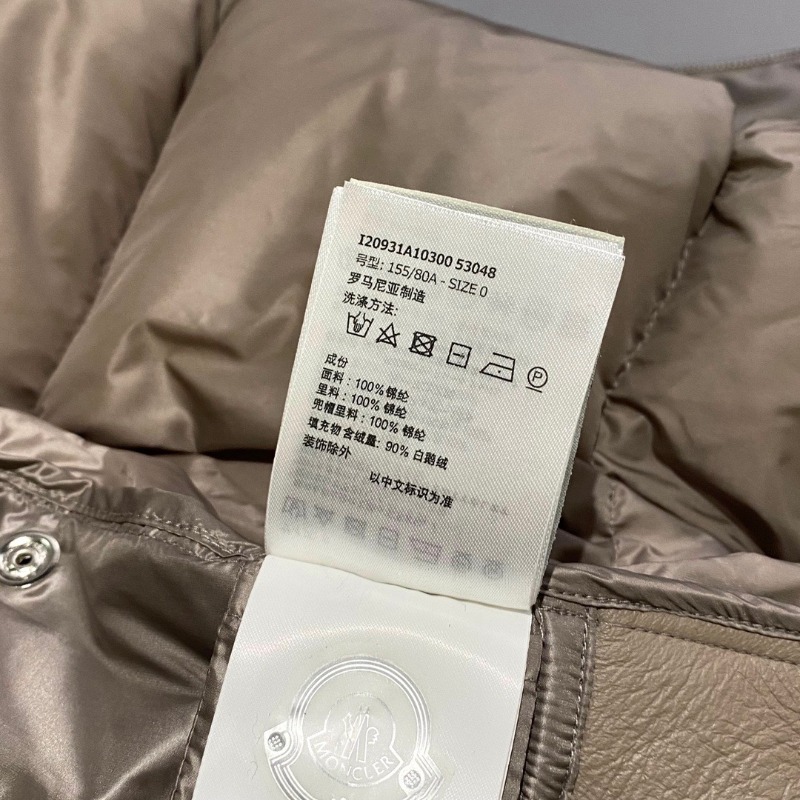 I20931A10300 53048
号型: 155/80A - SIZE 0
罗马尼亚制造
洗涤方法:
P
成份
面料: 100% 锦纶
里料: 100% 锦纶
兜帽里料: 100% 锦纶
填充物含绒量: 90% 白鹅绒
装饰除外
以中文标识为准
MONCLER